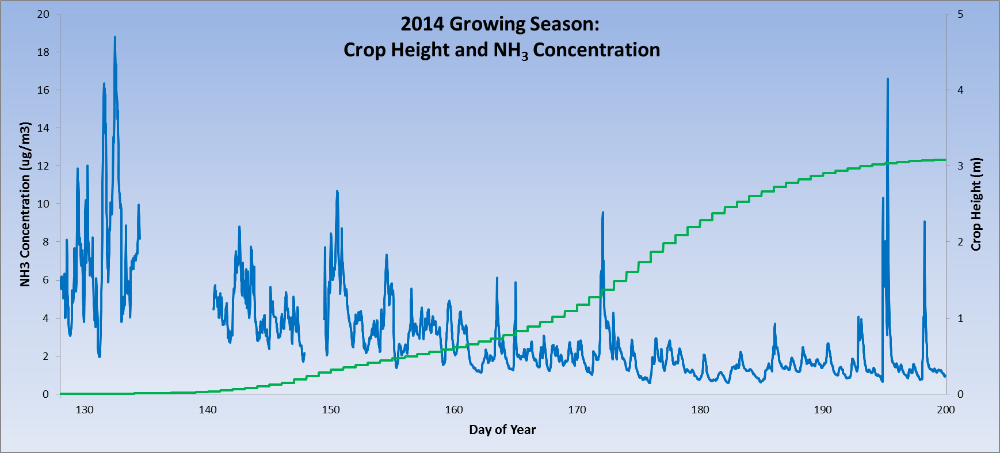 2014 Growing Season:
Crop Height and NH₃ Concentration
NH3 Concentration (ug/m3)
20
18
16
14
12
10
8
6
4
2
0
5
4
3
2
1
0
Crop Height (m)
130 140 150 160 170 180 190 200
Day of Year